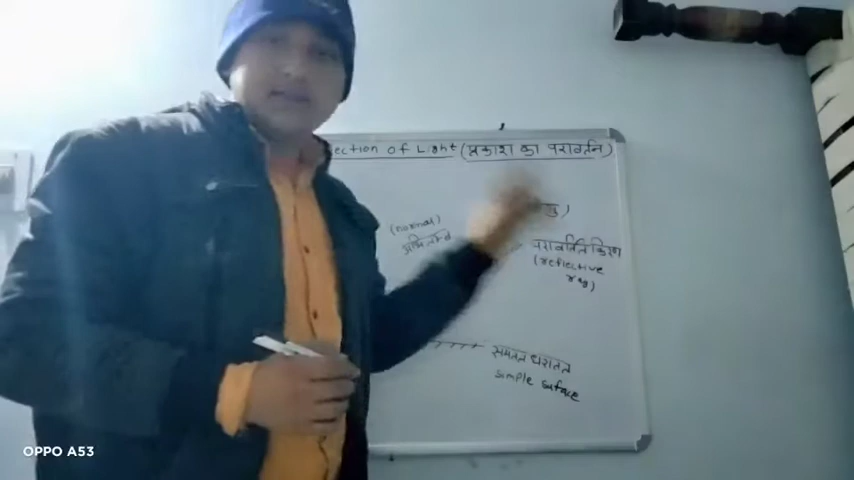 ection of Light (प्रकाश का परावर्तन)
(normal)
अभिलम्ब
परावर्तित किरण
(reflective
ray)
समतल धरातल
simple surface
OPPO A53